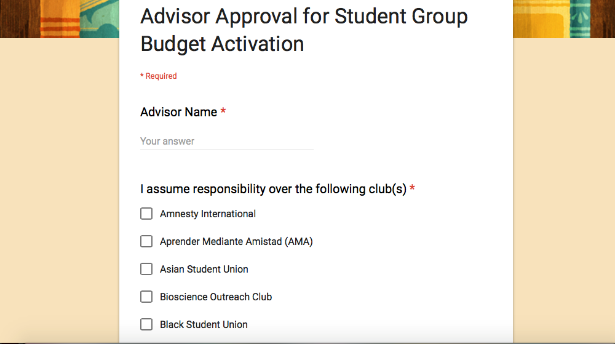 Advisor Approval for Student Group
Budget Activation
* Required
Advisor Name *
Your answer
I assume responsibility over the following club(s) *
Amnesty International
Aprender Mediante Amistad (AMA)
Asian Student Union
Bioscience Outreach Club
Black Student Union